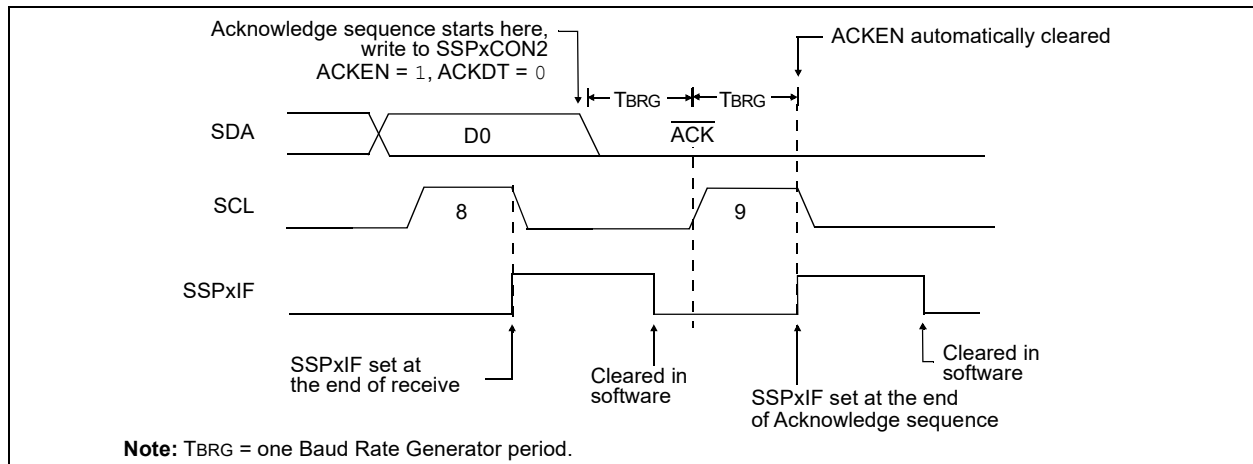 Acknowledge sequence starts here,
write to SSPxCON2
ACKEN = 1, ACKDT = 0
ACKEN automatically cleared
TBRG
TBRG
SDA
D0
ACK
SCL
8
9
SSPxIF
SSPxIF set at
the end of receive
Cleared in
software
SSPxIF set at the end
of Acknowledge sequence
Cleared in
software
Note: TBRG = one Baud Rate Generator period.